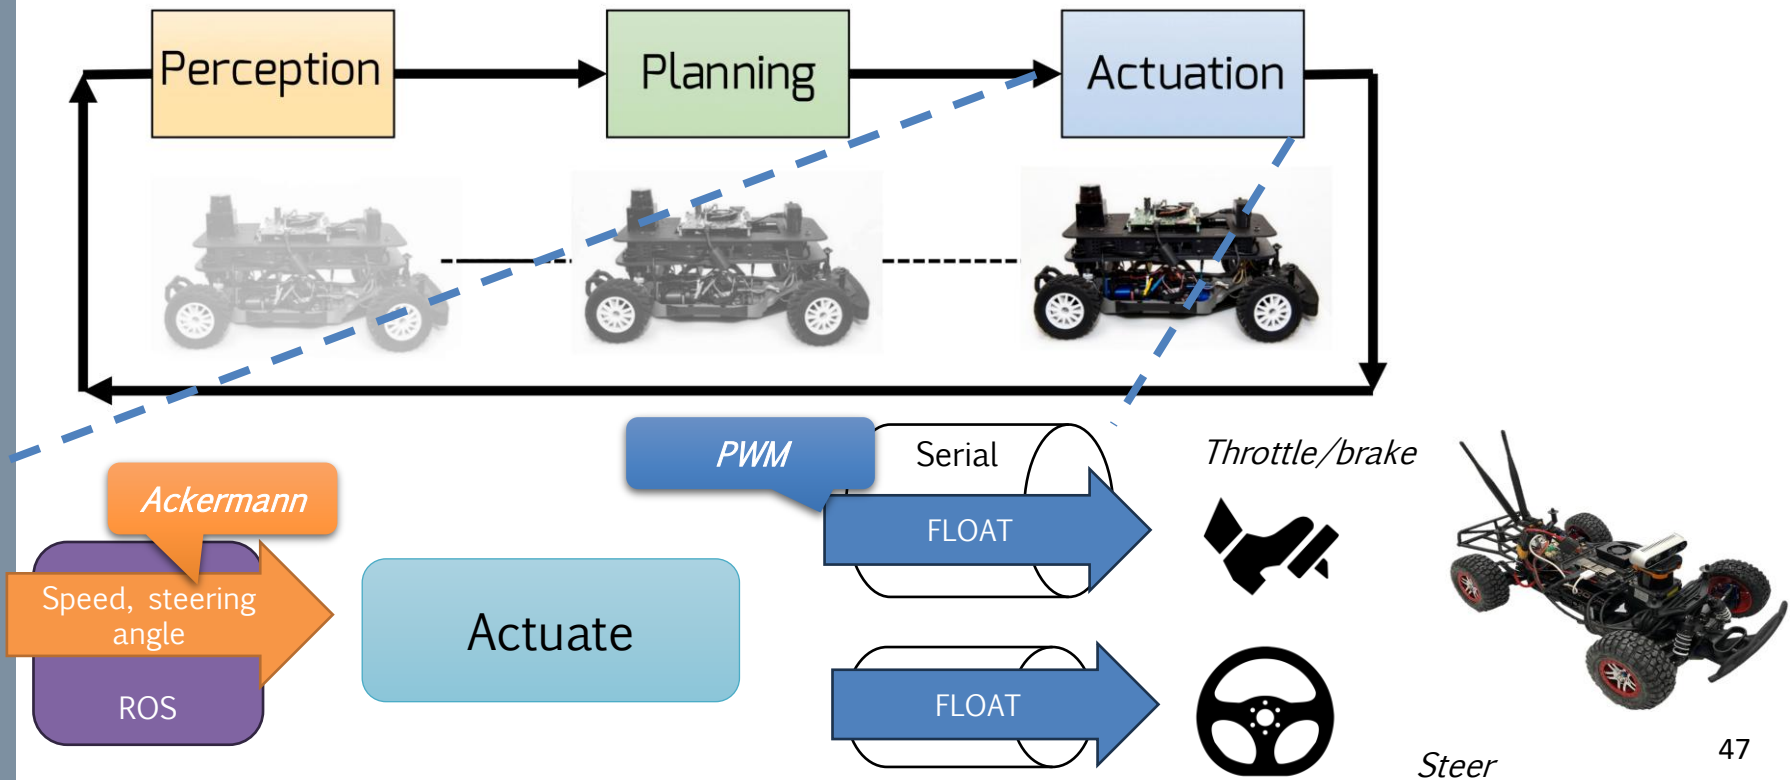 Perception
Planning
Actuation
PWM
Serial
Throttle/brake
Ackermann
FLOAT
Speed, steering
angle
Actuate
ROS
FLOAT
Steer
47